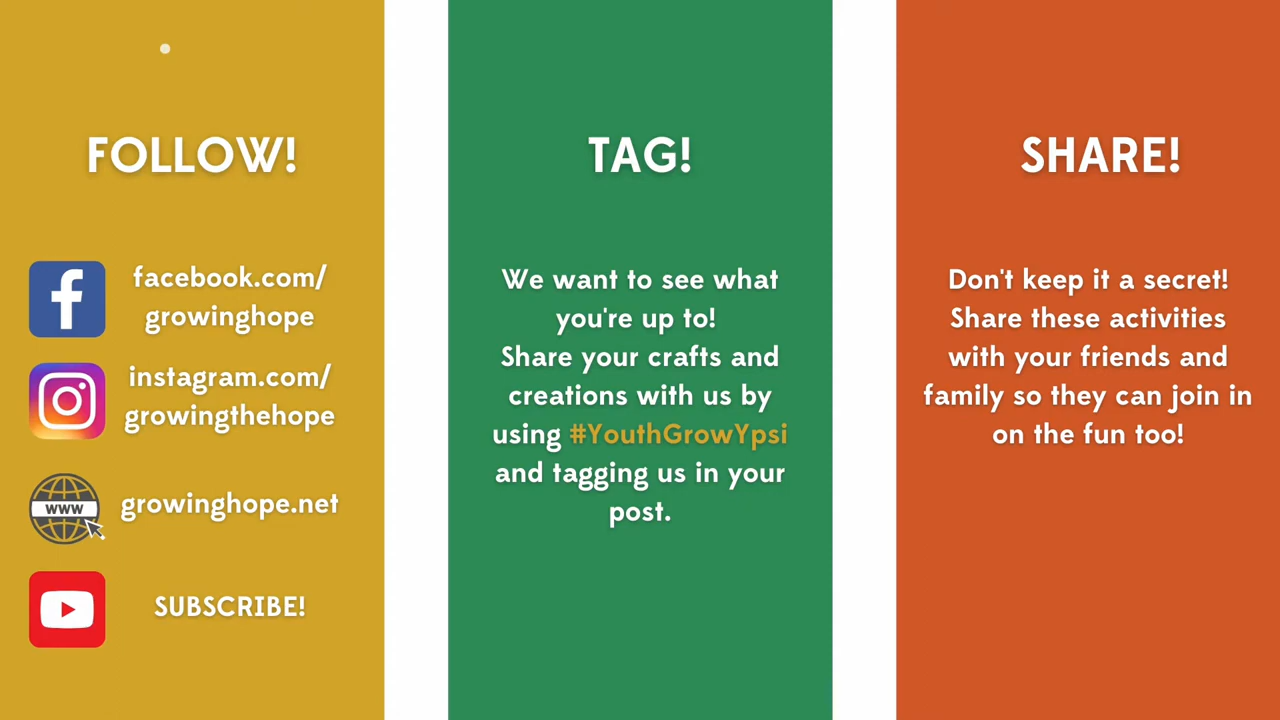 FOLLOW!
facebook.com/
growinghope
instagram.com/
growingthehope
www
growinghope.net
SUBSCRIBE!
TAG!
We want to see what
you're up to!
Share your crafts and
creations with us by
using #YouthGrowYpsi
and tagging us in your
post.
SHARE!
Don't keep it a secret!
Share these activities
with your friends and
family so they can join in
on the fun too!